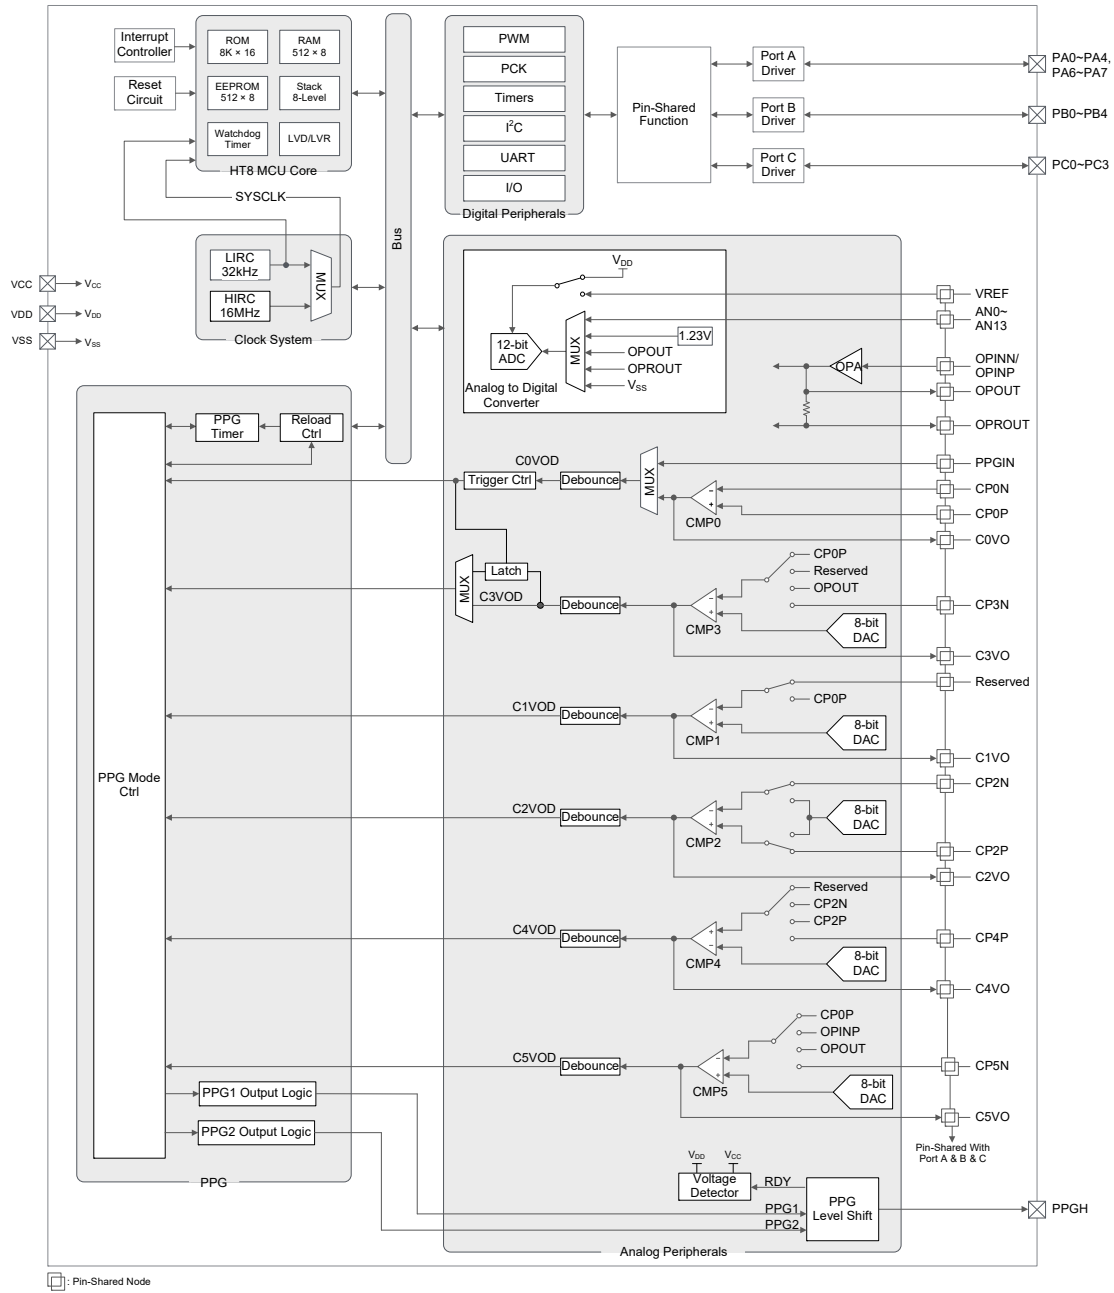 Interrupt
Controller
Reset
Circuit
ROM
8K × 16
RAM
512 × 8
EEPROM
512 × 8
Stack
8-Level
Watchdog
Timer
LVD/LVR
HT8 MCU Core
SYSCLK
LIRC
32kHz
HIRC
16MHz
MUX
Clock System
VCC
VCC
VDD
VDD
VSS
VSS
Bus
PWM
PCK
Timers
I²C
UART
I/O
Digital Peripherals
Pin-Shared
Function
Port A
Driver
Port B
Driver
Port C
Driver
PA0~PA4,
PA6~PA7
PB0~PB4
PC0~PC3
VDD
12-bit
ADC
MUX
1.23V
OPOUT
OPROUT
VSS
Analog to Digital
Converter
OPA
VREF
AN0~
AN13
OPINN/
OPINP
OPOUT
OPROUT
PPG
Timer
Reload
Ctrl
C0VOD
Trigger Ctrl
Debounce
MUX
CMP0
PPGIN
CP0N
CP0P
C0VO
MUX
Latch
C3VOD
Debounce
CMP3
CP0P
Reserved
OPOUT
8-bit
DAC
CP3N
C3VO
C1VOD
Debounce
CMP1
CP0P
8-bit
DAC
Reserved
C1VO
PPG Mode
Ctrl
C2VOD
Debounce
CMP2
8-bit
DAC
CP2N
CP2P
C2VO
C4VOD
Debounce
CMP4
Reserved
CP2N
CP2P
8-bit
DAC
CP4P
C4VO
C5VOD
Debounce
CMP5
CP0P
OPINP
OPOUT
8-bit
DAC
CP5N
C5VO
Pin-Shared With
Port A & B & C
PPG1 Output Logic
PPG2 Output Logic
PPG
VDD
VCC
Voltage
Detector
RDY
PPG1
PPG2
PPG
Level Shift
PPGH
Analog Peripherals
: Pin-Shared Node